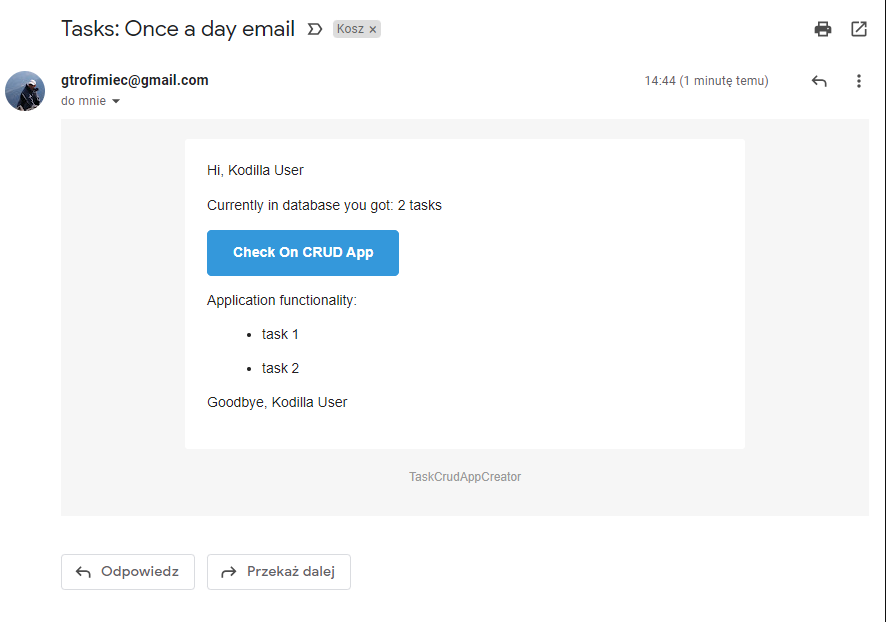 Tasks: Once a day email Kosz ×
gtrofimiec@gmail.com 14:44 (1 minutę temu)
do mnie
Hi, Kodilla User
Currently in database you got: 2 tasks
Check On CRUD App
Application functionality:
• task 1
• task 2
Goodbye, Kodilla User
TaskCrudAppCreator
Odpowiedz Przekaż dalej